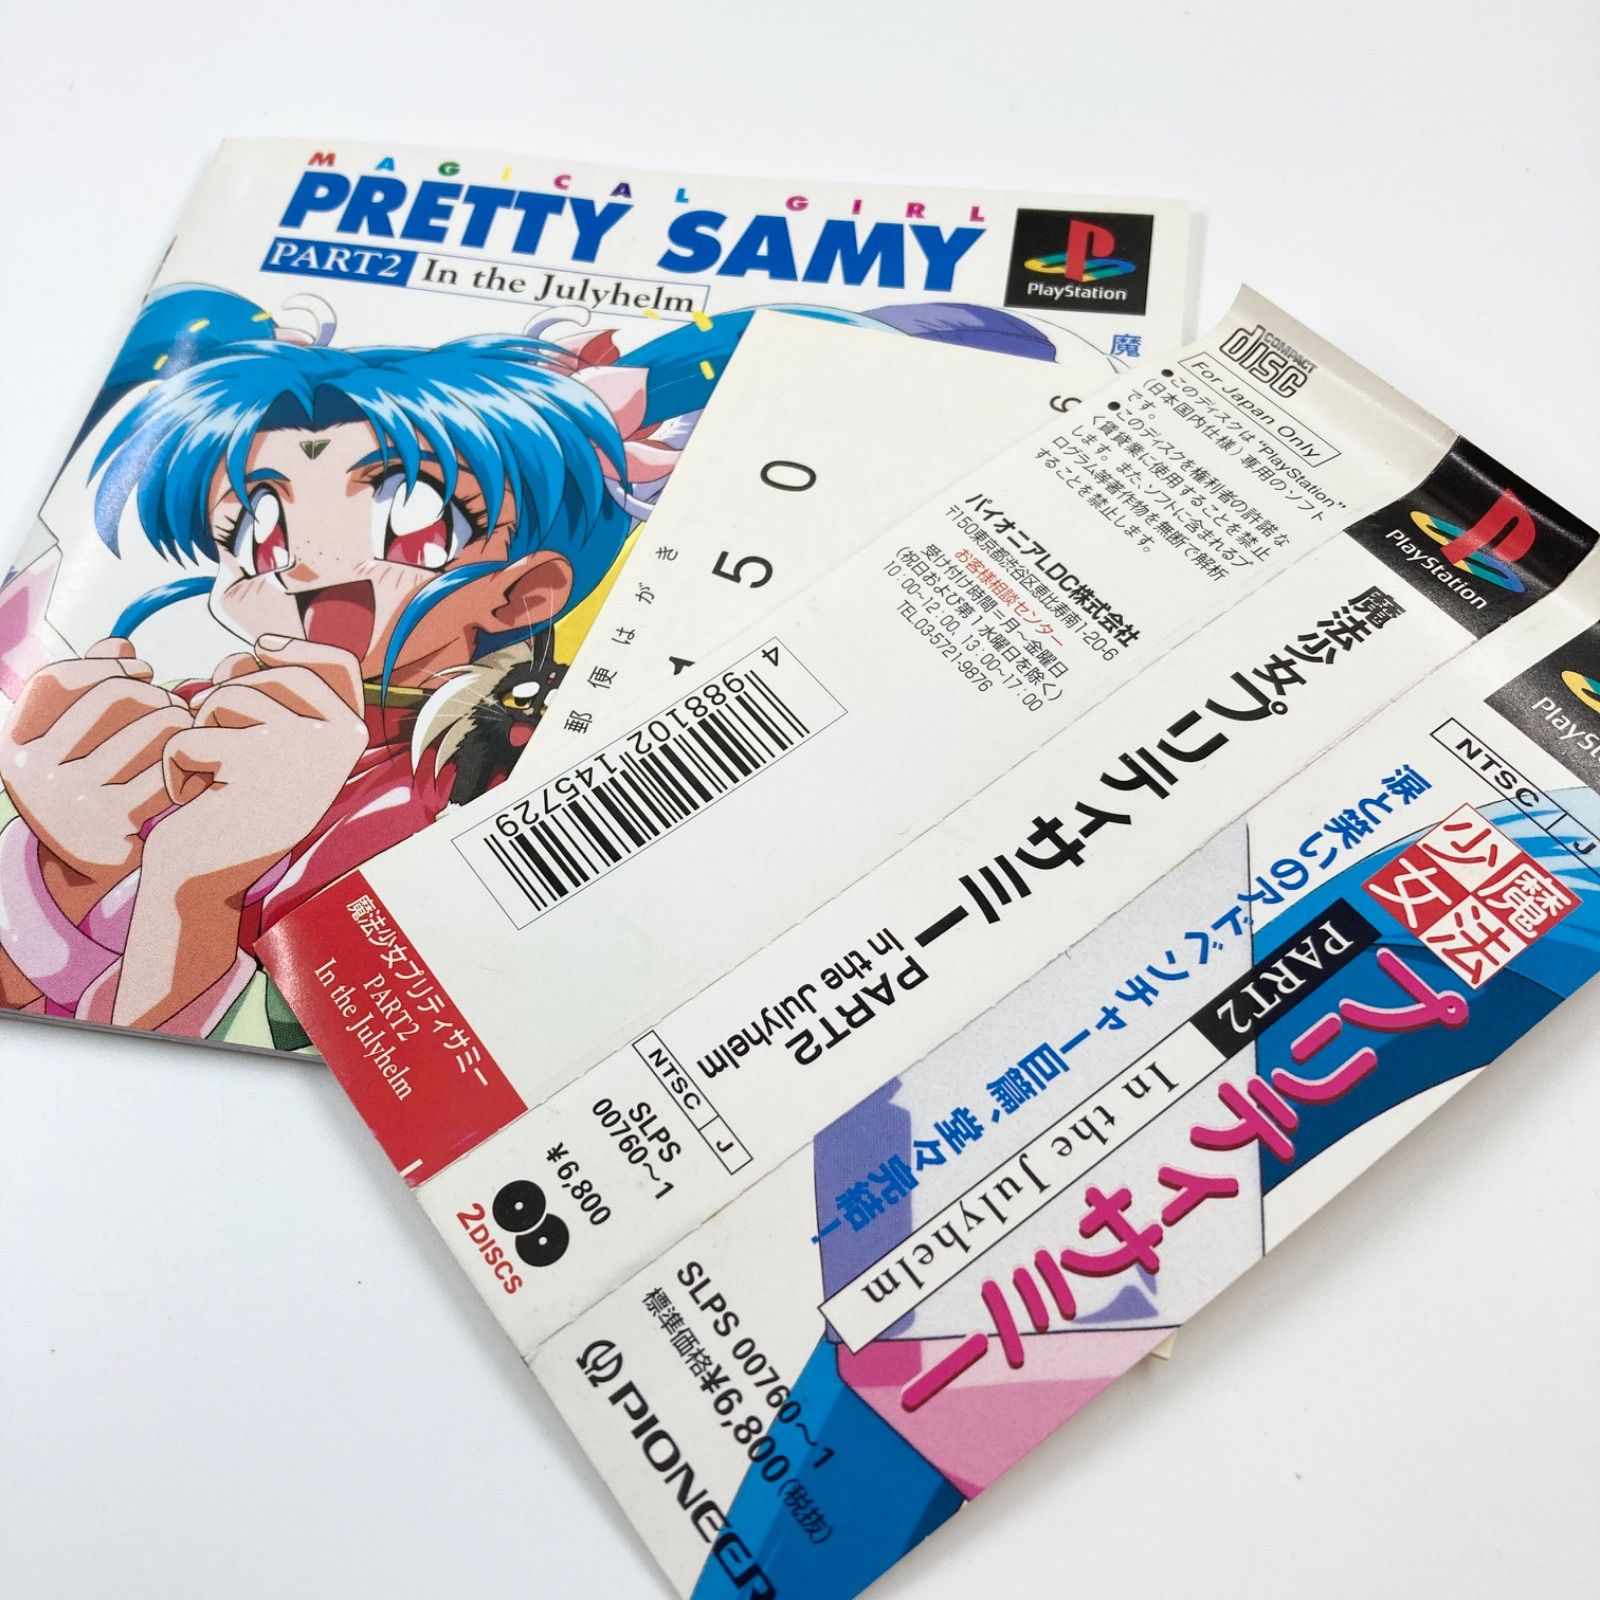 MAGICAL GIRL
PRETTY SAMY
PART2 In the Julyhelm
PlayStation
魔
郵便はがき
150
COMPACT
disc
For Japan Only
●このディスクは“PlayStation”
(日本国内仕様)専用のソフト
です。
●このディスクを権利者の許諾な
く賃貸業に使用することを禁止
します。また、ソフトに含まれるプ
ログラム等著作物を無断で解析
することを禁止します。
パイオニアLDC株式会社
〒150東京都渋谷区恵比寿南1-20-6
お客様相談センター
受け付け時間=月~金曜日
(祝日および第1水曜日を除く)
10:00~12:00、13:00~17:00
TEL03-5721-9876
4 988102 145729
魔法少女プリティサミー
PART2
In the Julyhelm
PlayStation
魔法少女プリティサミー PART2
In the Julyhelm
NTSC J
SLPS
00760~1
¥6,800
2DISCS
PlaySt
NTSC J
涙と笑いのアドベンチャー巨篇、堂々完結!
魔法少女
プリティサミー
PART2 In the Julyhelm
SLPS 00760~1
標準価格¥6,800(税抜)
PIONEER